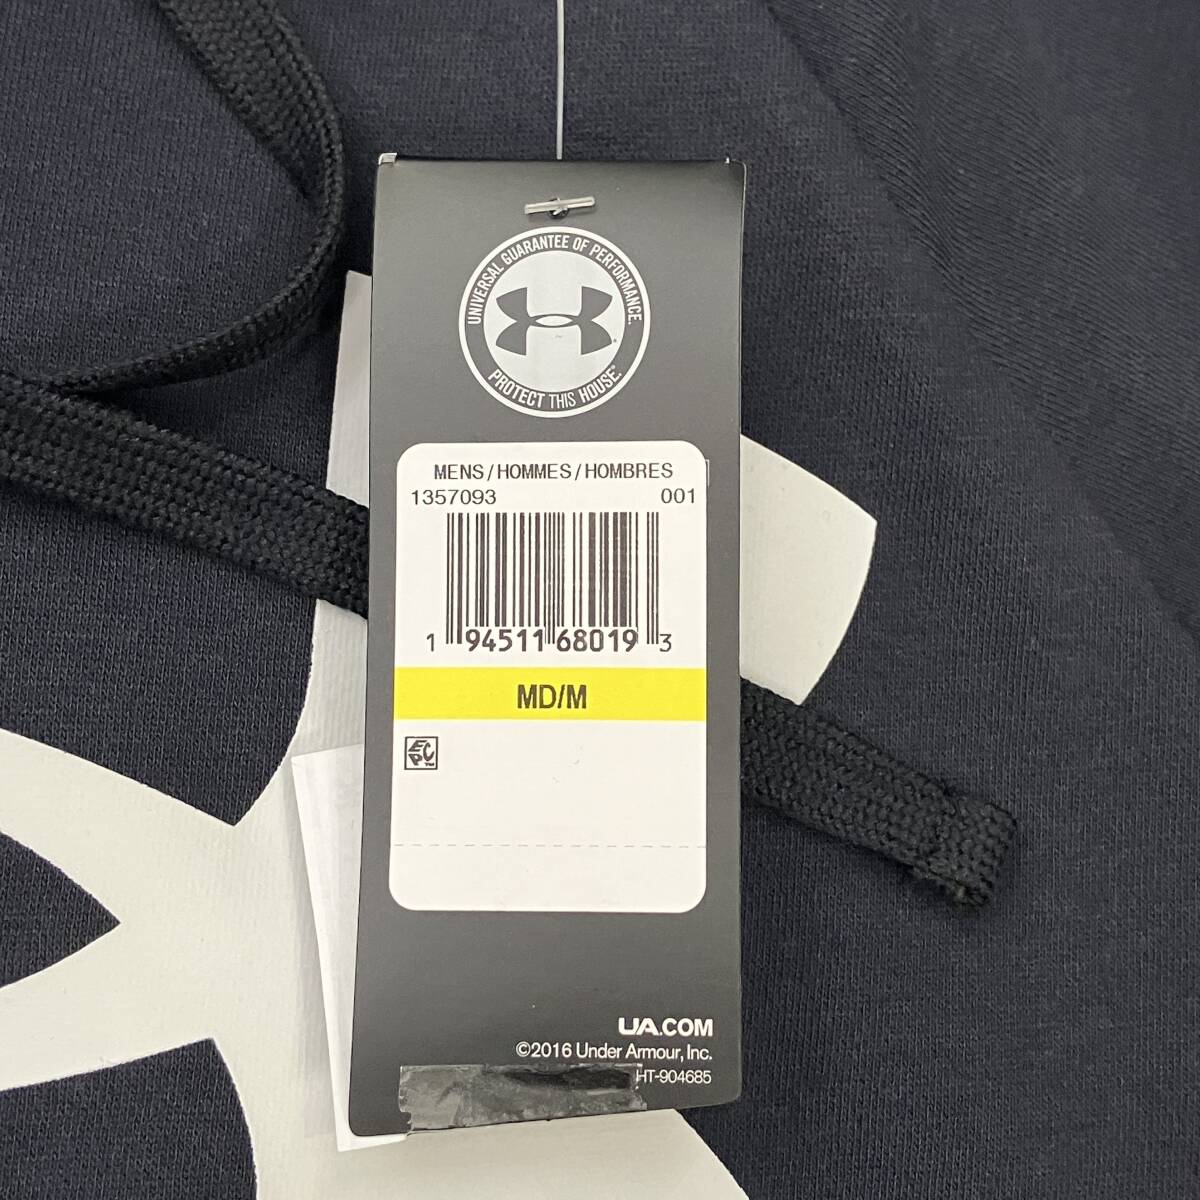 UNIVERSAL GUARANTEE OF PERFORMANCE.
PROTECT THIS HOUSE.®
MENS/HOMMES/HOMBRES
1357093 001
1 94511 68019 3
MD/M
EPC™
UA.COM
©2016 Under Armour, Inc.
HT-904685